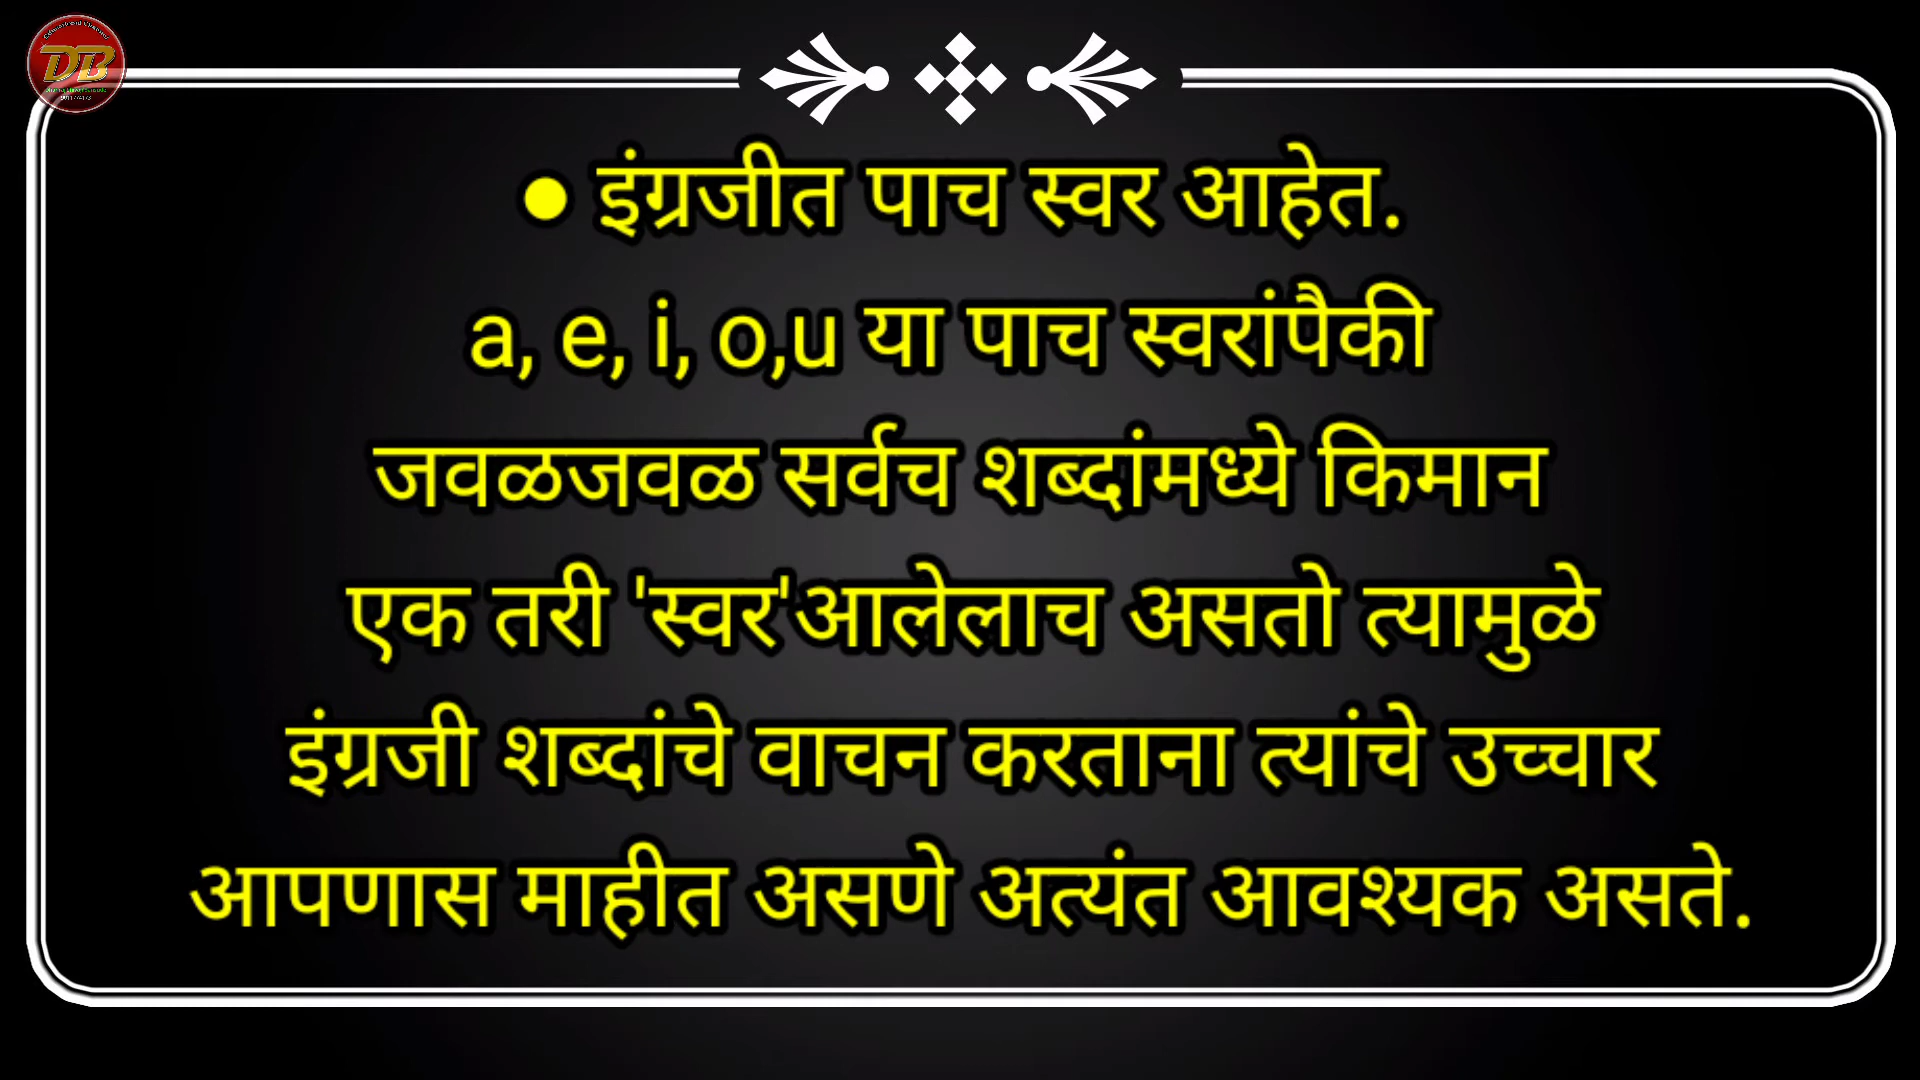 DB
● इंग्रजीत पाच स्वर आहेत.
a, e, i, o,u या पाच स्वरांपैकी
जवळजवळ सर्वच शब्दांमध्ये किमान
एक तरी 'स्वर'आलेलाच असतो त्यामुळे
इंग्रजी शब्दांचे वाचन करताना त्यांचे उच्चार
आपणास माहीत असणे अत्यंत आवश्यक असते.